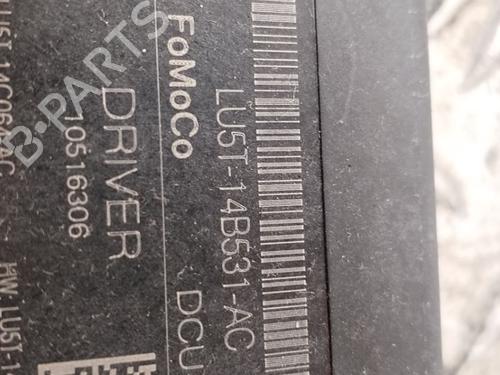 LU5T-14B531-AC
FoMoCo DCU
DRIVER
10516306
B-PARTS